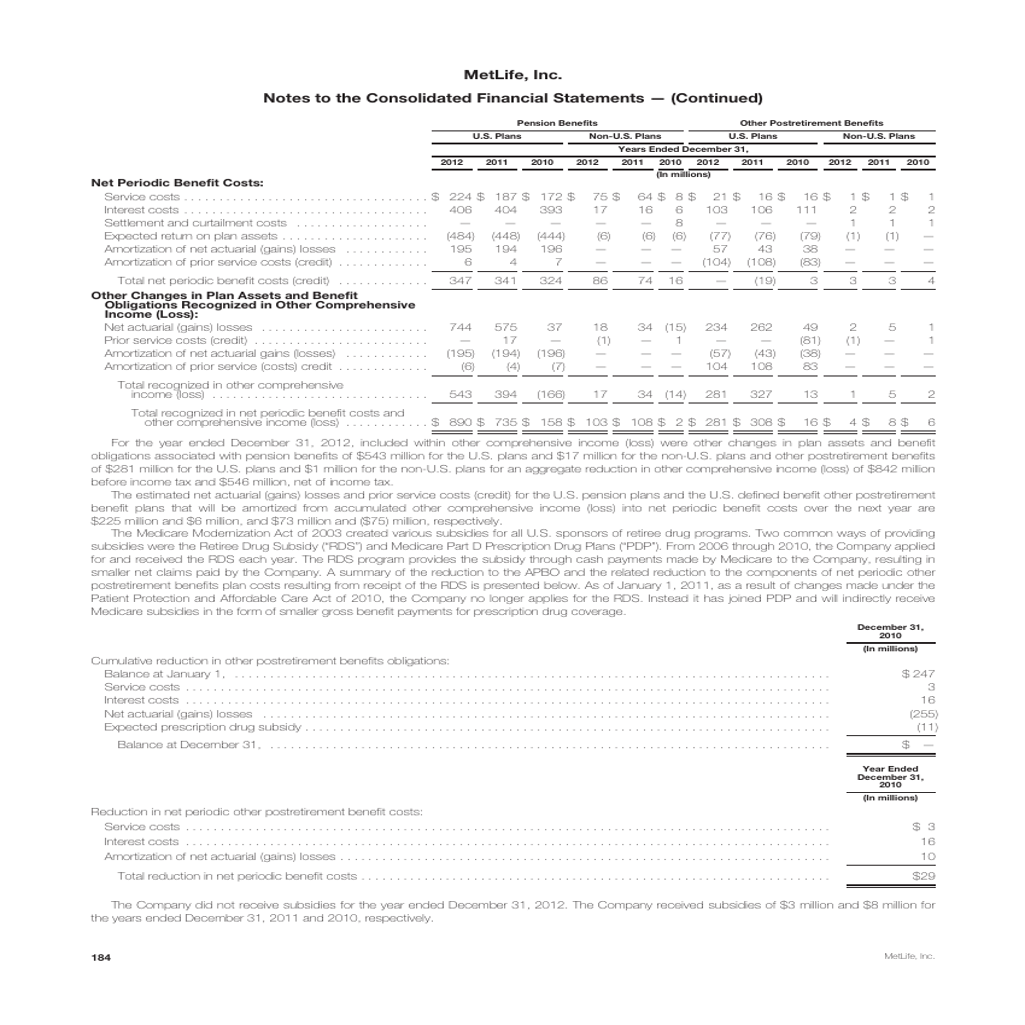 MetLife, Inc.
Notes to the Consolidated Financial Statements — (Continued)
Pension Benefits Other Postretirement Benefits
U.S. Plans Non-U.S. Plans U.S. Plans Non-U.S. Plans
Years Ended December 31,
2012 2011 2010 2012 2011 2010 2012 2011 2010 2012 2011 2010
(In millions)
Net Periodic Benefit Costs:
Service costs . . . . . . . . . . $ 224 $ 187 $ 172 $ 75 $ 64 $ 8 $ 21 $ 16 $ 16 $ 1 $ 1 $ 1
Interest costs . . . . . . . . . . 406 404 393 17 16 6 103 106 111 2 2 2
Settlement and curtailment costs . . . . . . . . . . — — — — — 8 — — — 1 1 1
Expected return on plan assets . . . . . . . . . . (484) (448) (444) (6) (6) (6) (77) (76) (79) (1) (1) —
Amortization of net actuarial (gains) losses . . . . . . . . . . 195 194 196 — — — 57 43 38 — — —
Amortization of prior service costs (credit) . . . . . . . . . . 6 4 7 — — — (104) (108) (83) — — —
Total net periodic benefit costs (credit) . . . . . . . . . . 347 341 324 86 74 16 — (19) 3 3 3 4
Other Changes in Plan Assets and Benefit
Obligations Recognized in Other Comprehensive
Income (Loss):
Net actuarial (gains) losses . . . . . . . . . . 744 575 37 18 34 (15) 234 262 49 2 5 1
Prior service costs (credit) . . . . . . . . . . — 17 — (1) — 1 — — (81) (1) — 1
Amortization of net actuarial gains (losses) . . . . . . . . . . (195) (194) (196) — — — (57) (43) (38) — — —
Amortization of prior service (costs) credit . . . . . . . . . . (6) (4) (7) — — — 104 108 83 — — —
Total recognized in other comprehensive
income (loss) . . . . . . . . . . 543 394 (166) 17 34 (14) 281 327 13 1 5 2
Total recognized in net periodic benefit costs and
other comprehensive income (loss) . . . . . . . . . . $ 890 $ 735 $ 158 $ 103 $ 108 $ 2 $ 281 $ 308 $ 16 $ 4 $ 8 $ 6
For the year ended December 31, 2012, included within other comprehensive income (loss) were other changes in plan assets and benefit
obligations associated with pension benefits of $543 million for the U.S. plans and $17 million for the non-U.S. plans and other postretirement benefits
of $281 million for the U.S. plans and $1 million for the non-U.S. plans for an aggregate reduction in other comprehensive income (loss) of $842 million
before income tax and $546 million, net of income tax.
The estimated net actuarial (gains) losses and prior service costs (credit) for the U.S. pension plans and the U.S. defined benefit other postretirement
benefit plans that will be amortized from accumulated other comprehensive income (loss) into net periodic benefit costs over the next year are
$225 million and $6 million, and $73 million and ($75) million, respectively.
The Medicare Modernization Act of 2003 created various subsidies for all U.S. sponsors of retiree drug programs. Two common ways of providing
subsidies were the Retiree Drug Subsidy (“RDS”) and Medicare Part D Prescription Drug Plans (“PDP”). From 2006 through 2010, the Company applied
for and received the RDS each year. The RDS program provides the subsidy through cash payments made by Medicare to the Company, resulting in
smaller net claims paid by the Company. A summary of the reduction to the APBO and the related reduction to the components of net periodic other
postretirement benefits plan costs resulting from receipt of the RDS is presented below. As of January 1, 2011, as a result of changes made under the
Patient Protection and Affordable Care Act of 2010, the Company no longer applies for the RDS. Instead it has joined PDP and will indirectly receive
Medicare subsidies in the form of smaller gross benefit payments for prescription drug coverage.
December 31,
2010
(In millions)
Cumulative reduction in other postretirement benefits obligations:
Balance at January 1, . . . . . . . . . . $ 247
Service costs . . . . . . . . . . 3
Interest costs . . . . . . . . . . 16
Net actuarial (gains) losses . . . . . . . . . . (255)
Expected prescription drug subsidy . . . . . . . . . . (11)
Balance at December 31, . . . . . . . . . . $ —
Year Ended
December 31,
2010
(In millions)
Reduction in net periodic other postretirement benefit costs:
Service costs . . . . . . . . . . $ 3
Interest costs . . . . . . . . . . 16
Amortization of net actuarial (gains) losses . . . . . . . . . . 10
Total reduction in net periodic benefit costs . . . . . . . . . . $29
The Company did not receive subsidies for the year ended December 31, 2012. The Company received subsidies of $3 million and $8 million for
the years ended December 31, 2011 and 2010, respectively.
184 MetLife, Inc.